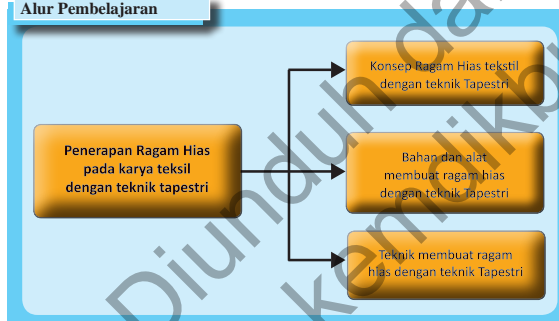 Alur Pembelajaran
Konsep Ragam Hias tekstil
dengan teknik Tapestri
Penerapan Ragam Hias
pada karya teksil
dengan teknik tapestri
Bahan dan alat
membuat ragam hias
dengan teknik Tapestri
Teknik membuat ragam
hias dengan teknik Tapestri
Diunduh da
kemdikbu